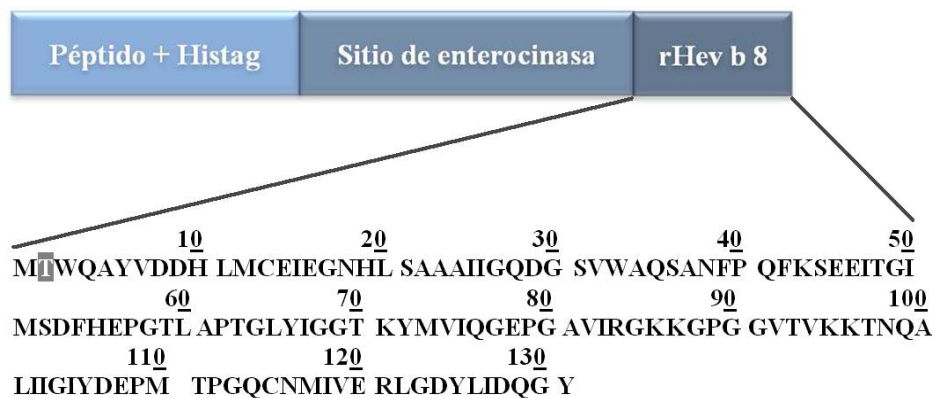 Péptido + Histag Sitio de enterocinasa rHev b 8
10 20 30 40 50
MTWQAYVDDH LMCEIEGNHL SAAAIIGQDG SVWAQSANFP QFKSEEITGI
60 70 80 90 100
MSDFHEPGTL APTGLYIGGT KYMVIQGEPG AVIRGKKGPG GVTVKKTNQA
110 120 130
LIIGIYDEPM TPGQCNMIVE RLGDYLIDQG Y